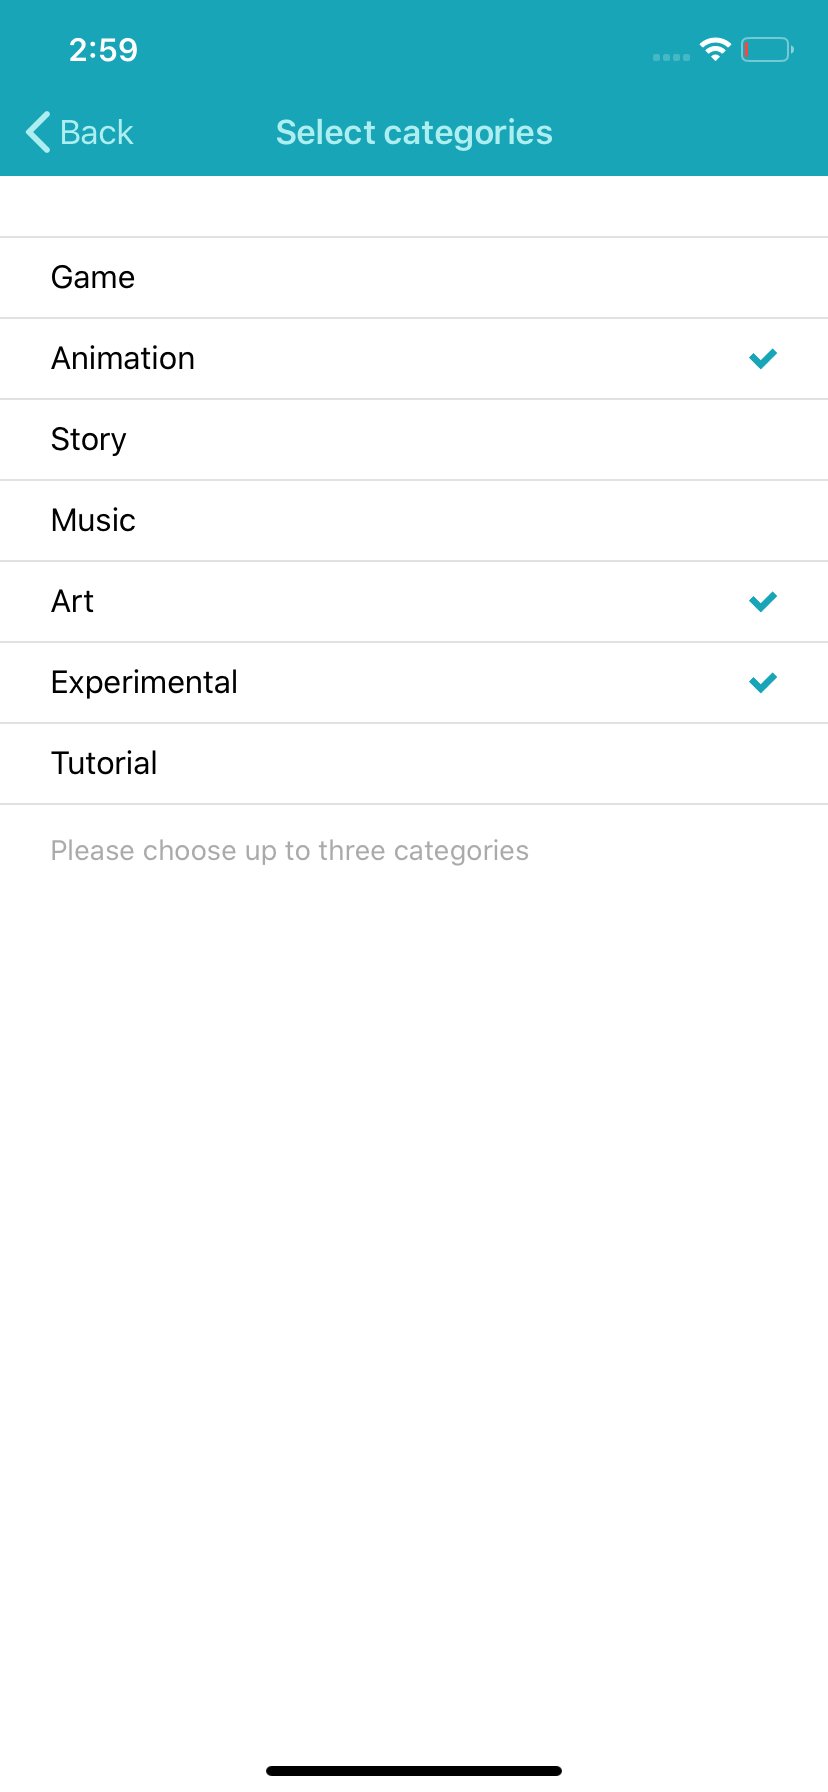 2:59
Back
Select categories
Game
Animation
Story
Music
Art
Experimental
Tutorial
Please choose up to three categories